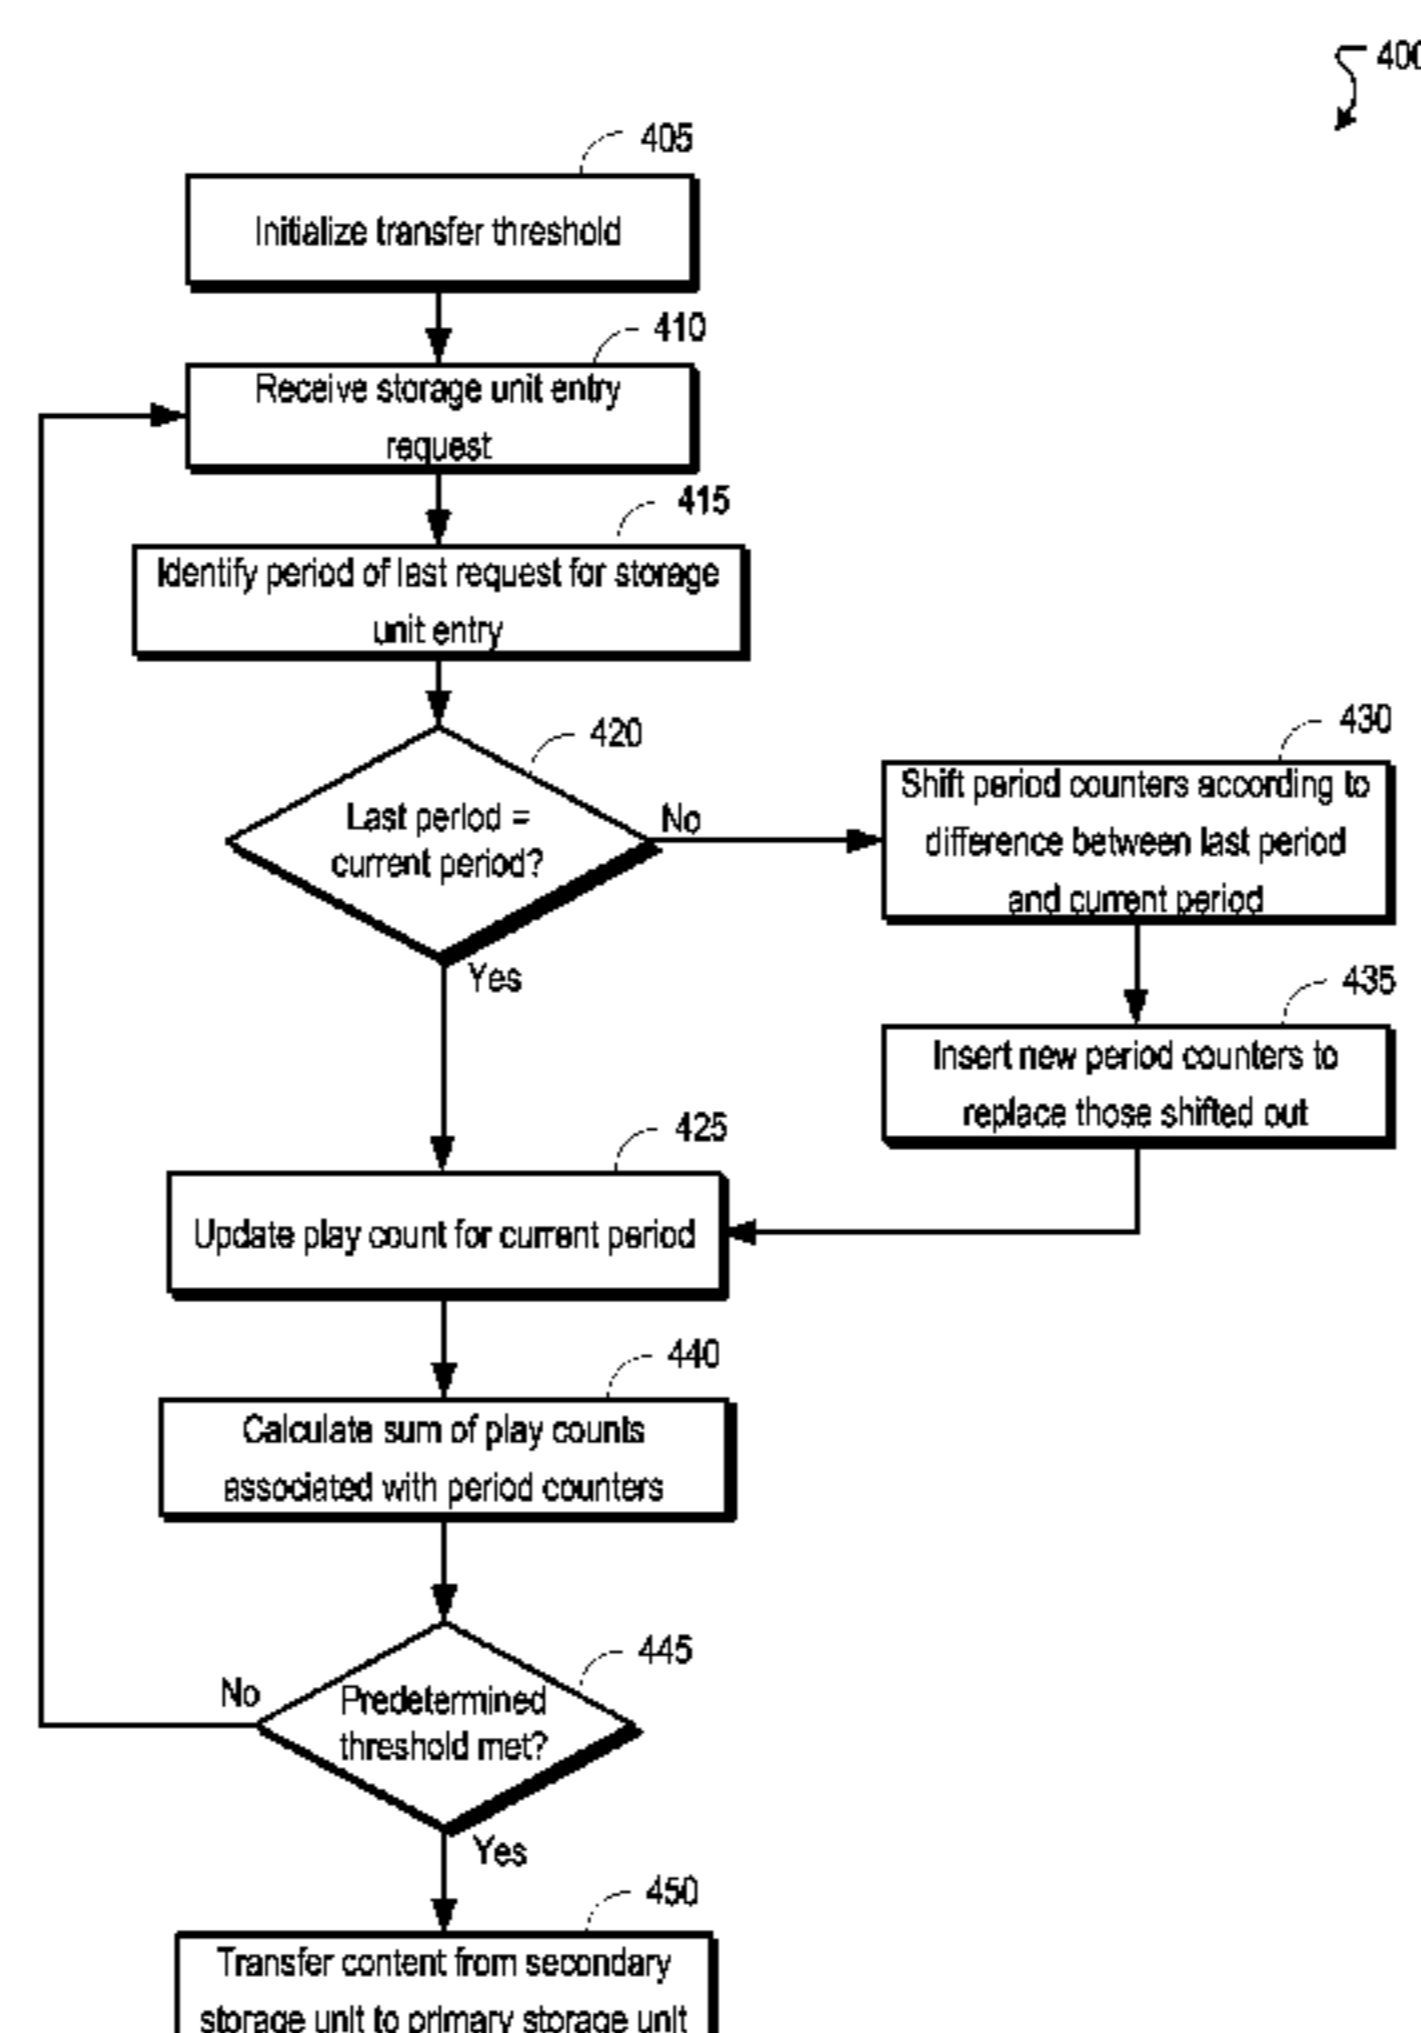 400
405
Initialize transfer threshold
410
Receive storage unit entry
request
415
Identify period of last request for storage
unit entry
420
Last period =
current period?
No
Yes
430
Shift period counters according to
difference between last period
and current period
435
Insert new period counters to
replace those shifted out
425
Update play count for current period
440
Calculate sum of play counts
associated with period counters
445
Predetermined
threshold met?
No
Yes
450
Transfer content from secondary
storage unit to primary storage unit